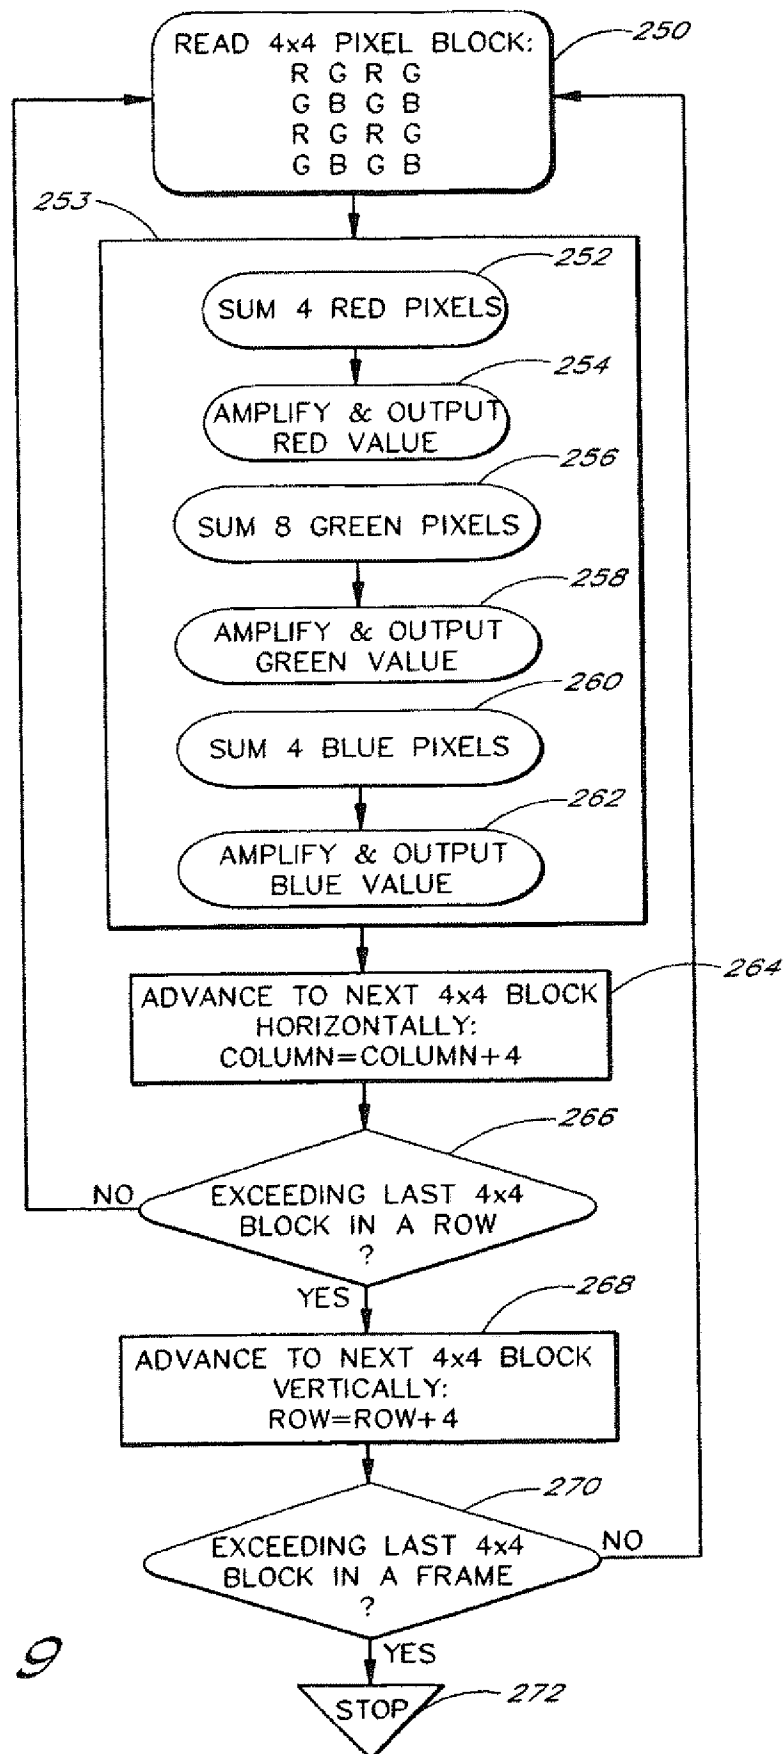 READ 4x4 PIXEL BLOCK:
R G R G
G B G B
R G R G
G B G B
250
253
252
SUM 4 RED PIXELS
254
AMPLIFY & OUTPUT
RED VALUE
256
SUM 8 GREEN PIXELS
258
AMPLIFY & OUTPUT
GREEN VALUE
260
SUM 4 BLUE PIXELS
262
AMPLIFY & OUTPUT
BLUE VALUE
264
ADVANCE TO NEXT 4x4 BLOCK
HORIZONTALLY:
COLUMN=COLUMN+4
266
NO
EXCEEDING LAST 4x4
BLOCK IN A ROW
?
YES
268
ADVANCE TO NEXT 4x4 BLOCK
VERTICALLY:
ROW=ROW+4
270
NO
EXCEEDING LAST 4x4
BLOCK IN A FRAME
?
YES
9
STOP
272